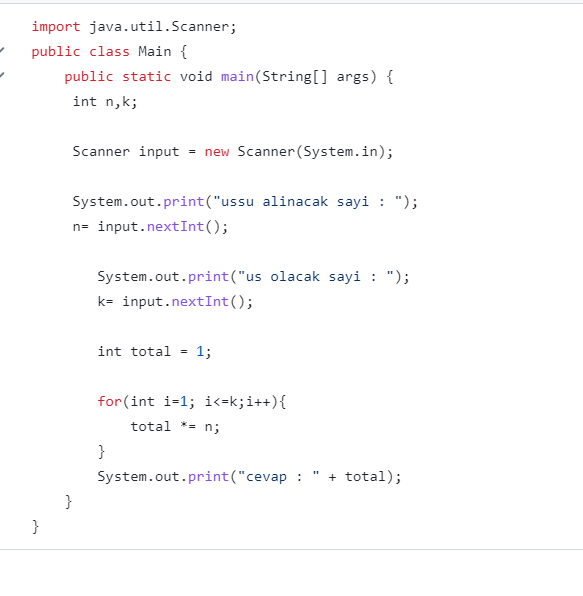 import java.util.Scanner;
public class Main {
public static void main(String[] args) {
int n,k;
Scanner input = new Scanner(System.in);
System.out.print("ussu alinacak sayi : ");
n= input.nextInt();
System.out.print("us olacak sayi : ");
k= input.nextInt();
int total = 1;
for(int i=1; i<=k;i++){
total *= n;
}
System.out.print("cevap : " + total);
}
}